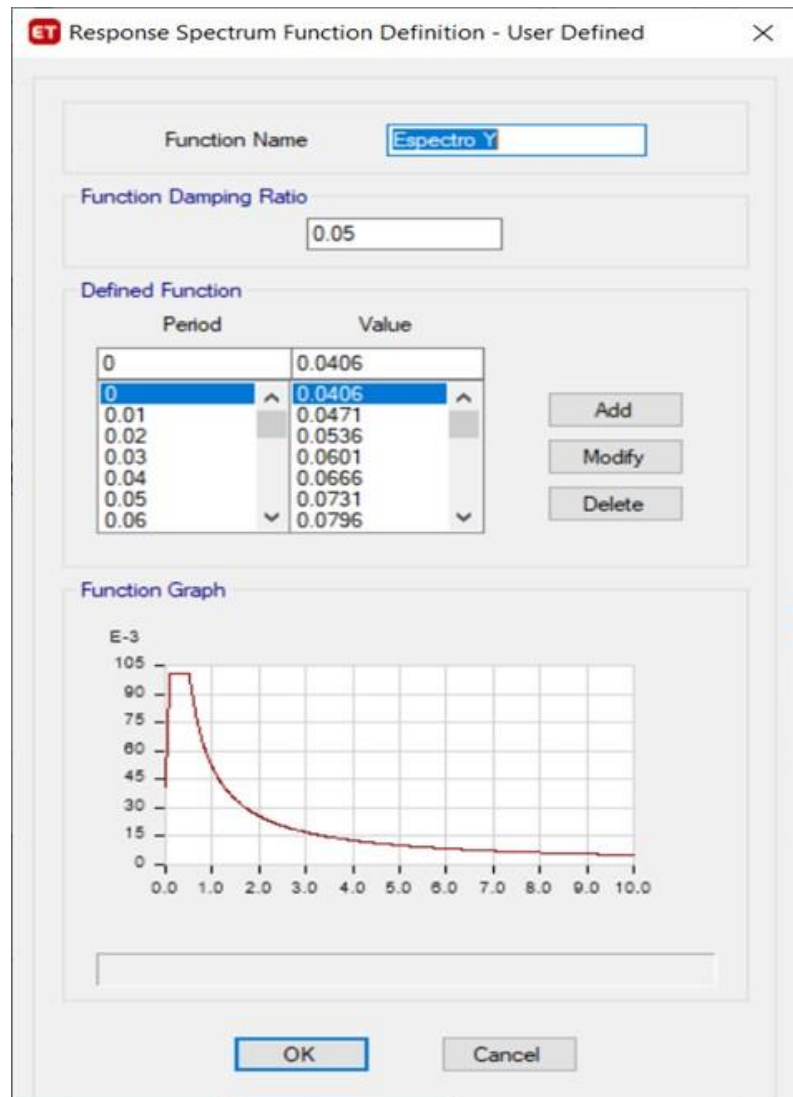 ET Response Spectrum Function Definition - User Defined
Function Name Espectro Y
Function Damping Ratio
0.05
Defined Function
Period Value
0 0.0406
0 0.0406
0.01 0.0471
0.02 0.0536
0.03 0.0601
0.04 0.0666
0.05 0.0731
0.06 0.0796
Add
Modify
Delete
Function Graph
E-3
105
90
75
60
45
30
15
0
0.0 1.0 2.0 3.0 4.0 5.0 6.0 7.0 8.0 9.0 10.0
OK Cancel